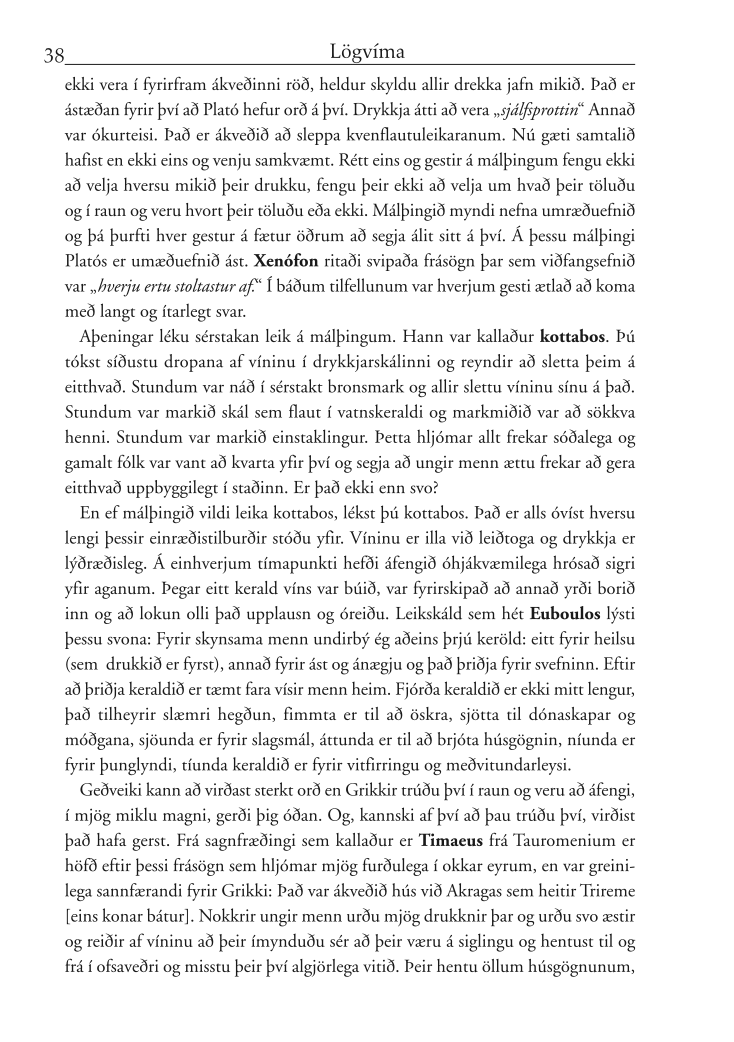 38
Lögvíma
ekki vera í fyrirfram ákveðinni röð, heldur skyldu allir drekka jafn mikið. Það er
ástæðan fyrir því að Plató hefur orð á því. Drykkja átti að vera „sjálfsprottin“ Annað
var ókurteisi. Það er ákveðið að sleppa kvenflautuleikaranum. Nú gæti samtalið
hafist en ekki eins og venju samkvæmt. Rétt eins og gestir á málþingum fengu ekki
að velja hversu mikið þeir drukku, fengu þeir ekki að velja um hvað þeir töluðu
og í raun og veru hvort þeir töluðu eða ekki. Málþingið myndi nefna umræðuefnið
og þá þurfti hver gestur á fætur öðrum að segja álit sitt á því. Á þessu málþingi
Platós er umæðuefnið ást. Xenófon ritaði svipaða frásögn þar sem viðfangsefnið
var „hverju ertu stoltastur af.“ Í báðum tilfellunum var hverjum gesti ætlað að koma
með langt og ítarlegt svar.
Aþeningar léku sérstakan leik á málþingum. Hann var kallaður kottabos. Þú
tókst síðustu dropana af víninu í drykkjarskálinni og reyndir að sletta þeim á
eitthvað. Stundum var náð í sérstakt bronsmark og allir slettu víninu sínu á það.
Stundum var markið skál sem flaut í vatnskeraldi og markmiðið var að sökkva
henni. Stundum var markið einstaklingur. Þetta hljómar allt frekar sóðalega og
gamalt fólk var vant að kvarta yfir því og segja að ungir menn ættu frekar að gera
eitthvað uppbyggilegt í staðinn. Er það ekki enn svo?
En ef málþingið vildi leika kottabos, lékst þú kottabos. Það er alls óvíst hversu
lengi þessir einræðistilburðir stóðu yfir. Víninu er illa við leiðtoga og drykkja er
lýðræðisleg. Á einhverjum tímapunkti hefði áfengið óhjákvæmilega hrósað sigri
yfir aganum. Þegar eitt kerald víns var búið, var fyrirskipað að annað yrði borið
inn og að lokun olli það upplausn og óreiðu. Leikskáld sem hét Euboulos lýsti
þessu svona: Fyrir skynsama menn undirbý ég aðeins þrjú keröld: eitt fyrir heilsu
(sem drukkið er fyrst), annað fyrir ást og ánægju og það þriðja fyrir svefninn. Eftir
að þriðja keraldið er tæmt fara vísir menn heim. Fjórða keraldið er ekki mitt lengur,
það tilheyrir slæmri hegðun, fimmta er til að öskra, sjötta til dónaskapar og
móðgana, sjöunda er fyrir slagsmál, áttunda er til að brjóta húsgögnin, níunda er
fyrir þunglyndi, tíunda keraldið er fyrir vitfirringu og meðvitundarleysi.
Geðveiki kann að virðast sterkt orð en Grikkir trúðu því í raun og veru að áfengi,
í mjög miklu magni, gerði þig óðan. Og, kannski af því að þau trúðu því, virðist
það hafa gerst. Frá sagnfræðingi sem kallaður er Timaeus frá Tauromenium er
höfð eftir þessi frásögn sem hljómar mjög furðulega í okkar eyrum, en var greini-
lega sannfærandi fyrir Grikki: Það var ákveðið hús við Akragas sem heitir Trireme
[eins konar bátur]. Nokkrir ungir menn urðu mjög drukknir þar og urðu svo æstir
og reiðir af víninu að þeir ímynduðu sér að þeir væru á siglingu og hentust til og
frá í ofsaveðri og misstu þeir því algjörlega vitið. Þeir hentu öllum húsgögnunum,